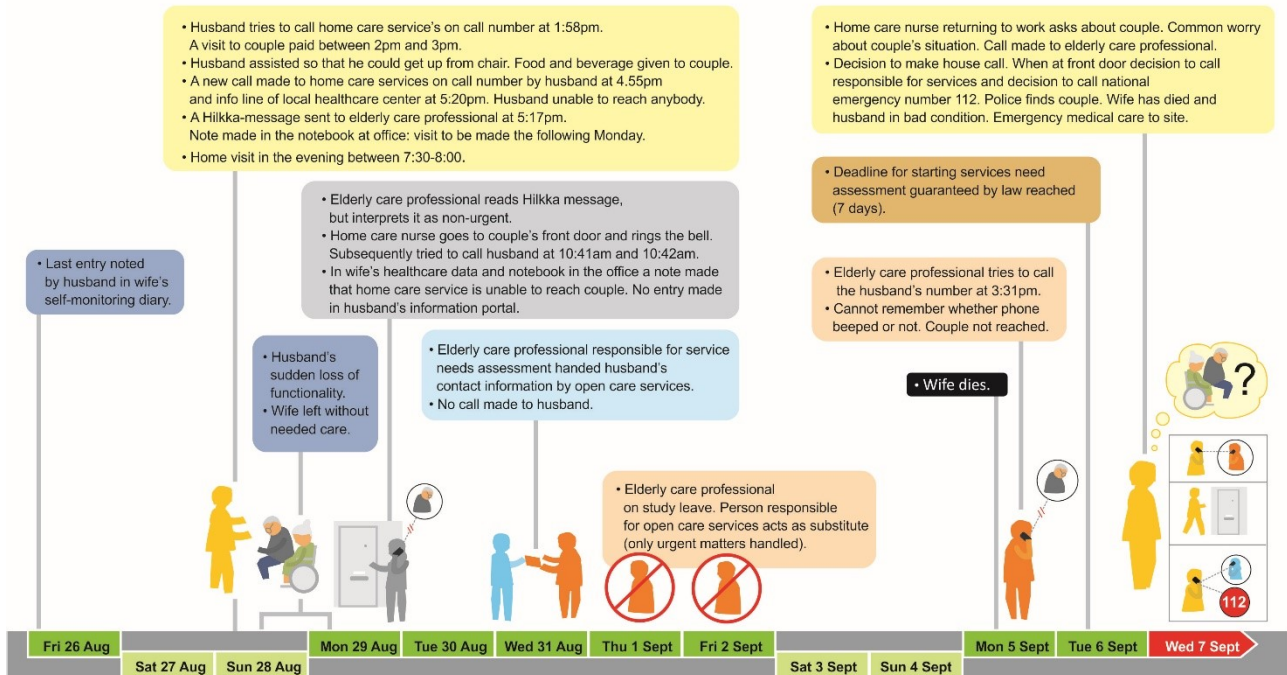 • Husband tries to call home care service's on call number at 1:58pm.
A visit to couple paid between 2pm and 3pm.
• Husband assisted so that he could get up from chair. Food and beverage given to couple.
• A new call made to home care services on call number by husband at 4.55pm
and info line of local healthcare center at 5:20pm. Husband unable to reach anybody.
• A Hilkka-message sent to elderly care professional at 5:17pm.
Note made in the notebook at office: visit to be made the following Monday.
• Home visit in the evening between 7:30-8:00.
• Home care nurse returning to work asks about couple. Common worry
about couple's situation. Call made to elderly care professional.
• Decision to make house call. When at front door decision to call
responsible for services and decision to call national
emergency number 112. Police finds couple. Wife has died and
husband in bad condition. Emergency medical care to site.
• Elderly care professional reads Hilkka message,
but interprets it as non-urgent.
• Home care nurse goes to couple's front door and rings the bell.
Subsequently tried to call husband at 10:41am and 10:42am.
• In wife's healthcare data and notebook in the office a note made
that home care service is unable to reach couple. No entry made
in husband's information portal.
• Deadline for starting services need
assessment guaranteed by law reached
(7 days).
• Last entry noted
by husband in wife's
self-monitoring diary.
• Elderly care professional tries to call
the husband's number at 3:31pm.
• Cannot remember whether phone
beeped or not. Couple not reached.
• Husband's
sudden loss of
functionality.
• Wife left without
needed care.
• Elderly care professional responsible for service
needs assessment handed husband's
contact information by open care services.
• No call made to husband.
• Wife dies.
?
• Elderly care professional
on study leave. Person responsible
for open care services acts as substitute
(only urgent matters handled).
112
Fri 26 Aug
Sat 27 Aug
Sun 28 Aug
Mon 29 Aug
Tue 30 Aug
Wed 31 Aug
Thu 1 Sept
Fri 2 Sept
Sat 3 Sept
Sun 4 Sept
Mon 5 Sept
Tue 6 Sept
Wed 7 Sept